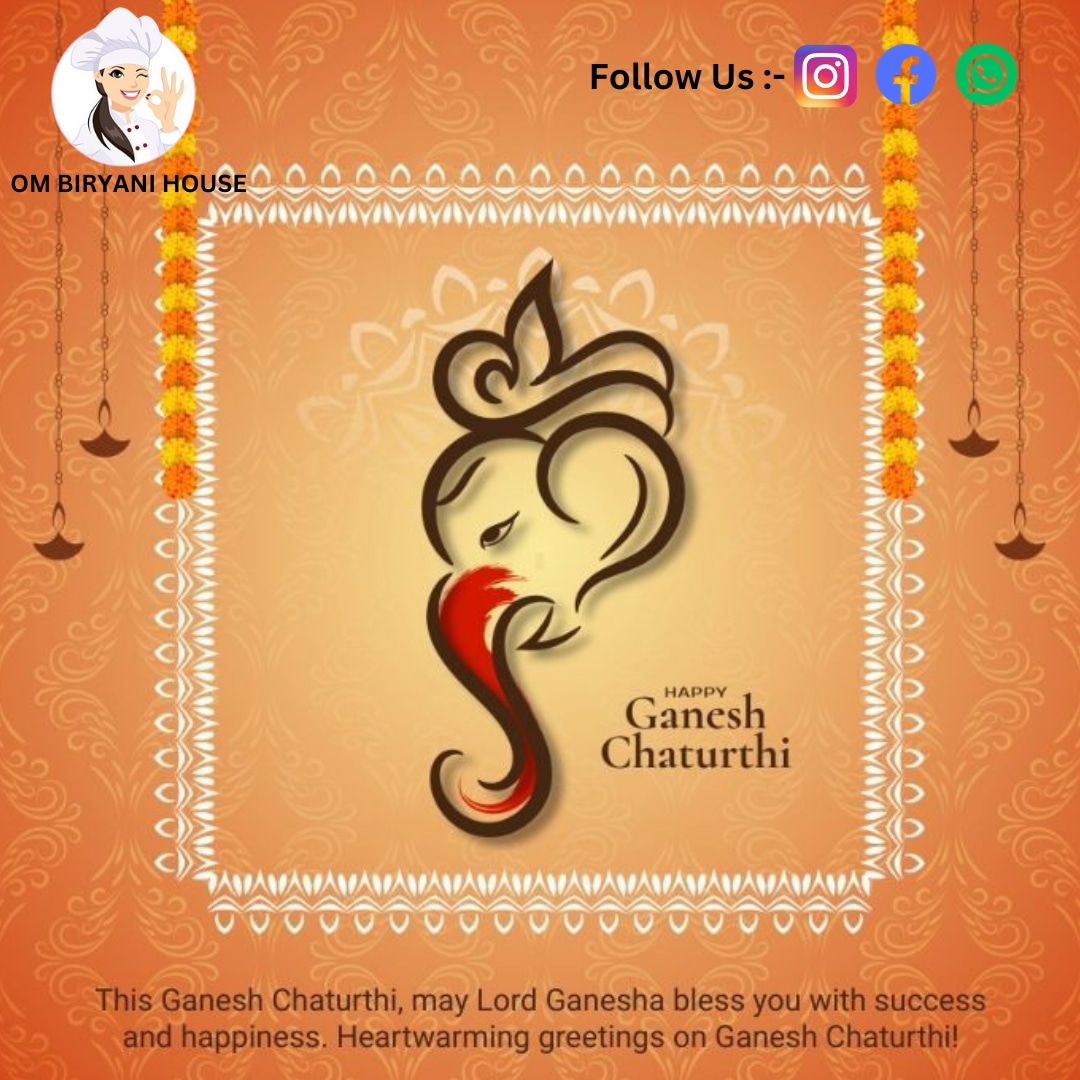 OM BIRYANI HOUSE
Follow Us :-
HAPPY
Ganesh
Chaturthi
This Ganesh Chaturthi, may Lord Ganesha bless you with success
and happiness. Heartwarming greetings on Ganesh Chaturthi!